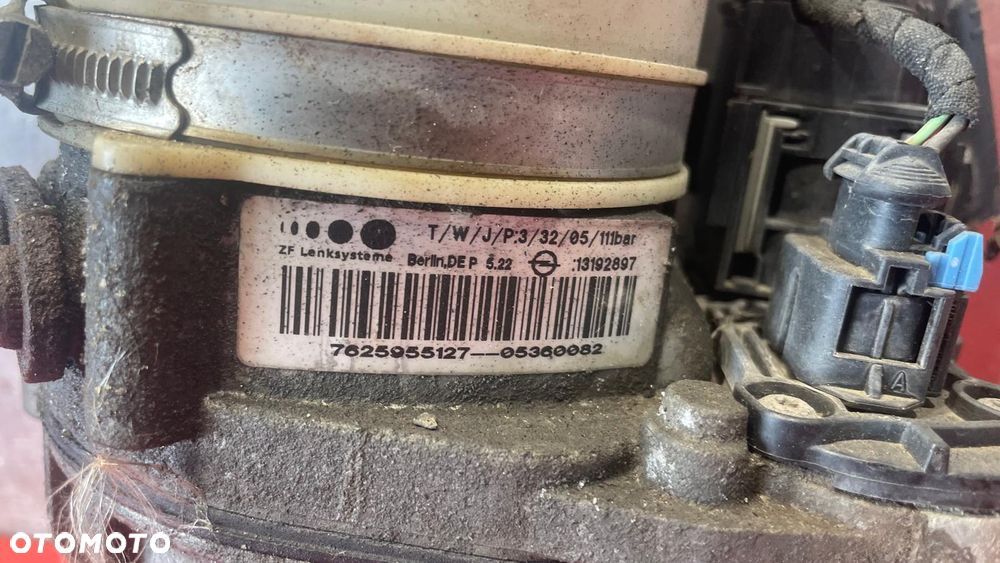 T/W/J/P:3/32/05/111bar
ZF Lenksysteme Berlin,DE P 5.22 :13192897
7625955127--05360082
A
OTOMOTO